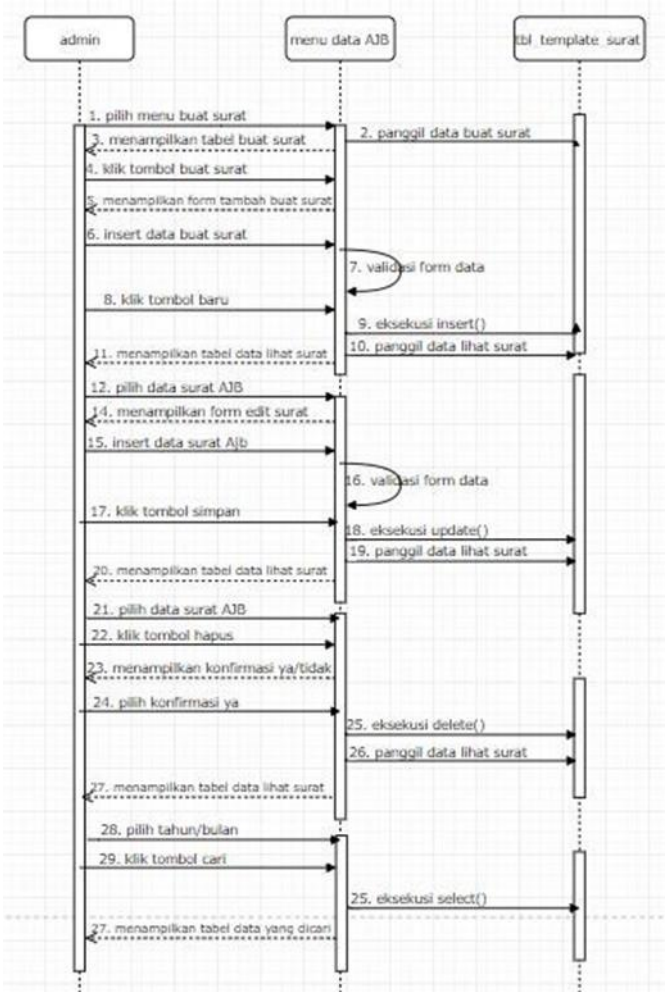 admin
menu data AJB
tbl_template_surat
1. pilih menu buat surat
2. panggil data buat surat
3. menampilkan tabel buat surat
4. klik tombol buat surat
5. menampilkan form tambah buat surat
6. insert data buat surat
7. validasi form data
8. klik tombol baru
9. eksekusi insert()
10. panggil data lihat surat
11. menampilkan tabel data lihat surat
12. pilih data surat AJB
14. menampilkan form edit surat
15. insert data surat Ajb
16. validasi form data
17. klik tombol simpan
18. eksekusi update()
19. panggil data lihat surat
20. menampilkan tabel data lihat surat
21. pilih data surat AJB
22. klik tombol hapus
23. menampilkan konfirmasi ya/tidak
24. pilih konfirmasi ya
25. eksekusi delete()
26. panggil data lihat surat
27. menampilkan tabel data lihat surat
28. pilih tahun/bulan
29. klik tombol cari
25. eksekusi select()
27. menampilkan tabel data yang dicari